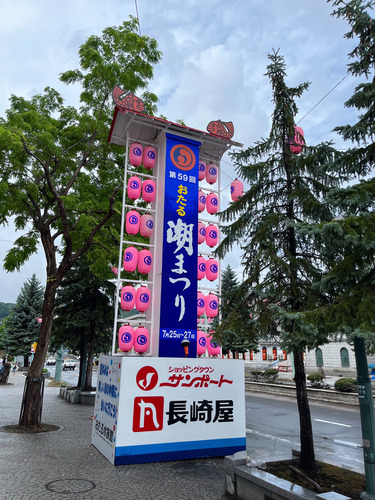 第59回
おたる
潮まつり
7月25日~27日
ショッピングタウン
サンポート
長崎屋